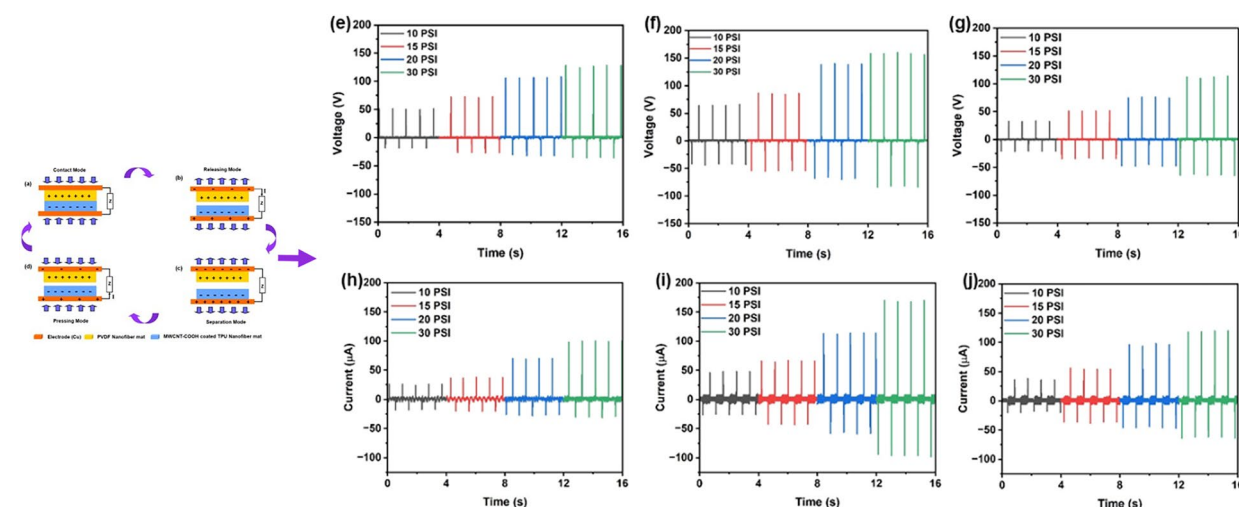 Contact Mode
(a)
Z
Releasing Mode
(b)
I
Z
(d)
Z
I
Pressing Mode
(c)
Z
Separation Mode
Electrode (Cu) PVDF Nanofiber mat MWCNT-COOH coated TPU Nanofiber mat
(e)
200
150
100
50
0
−50
−100
−150
Voltage (V)
10 PSI
15 PSI
20 PSI
30 PSI
0 4 8 12 16
Time (s)
(f)
200
150
100
50
0
−50
−100
−150
Voltage (V)
10 PSI
15 PSI
20 PSI
30 PSI
0 4 8 12 16
Time (s)
(g)
200
150
100
50
0
−50
−100
−150
Voltage (V)
10 PSI
15 PSI
20 PSI
30 PSI
0 4 8 12 16
Time (s)
(h)
200
150
100
50
0
−50
−100
Current (µA)
10 PSI
15 PSI
20 PSI
30 PSI
0 4 8 12 16
Time (s)
(i)
200
150
100
50
0
−50
−100
Current (µA)
10 PSI
15 PSI
20 PSI
30 PSI
0 4 8 12 16
Time (s)
(j)
200
150
100
50
0
−50
−100
Current (µA)
10 PSI
15 PSI
20 PSI
30 PSI
0 4 8 12 16
Time (s)